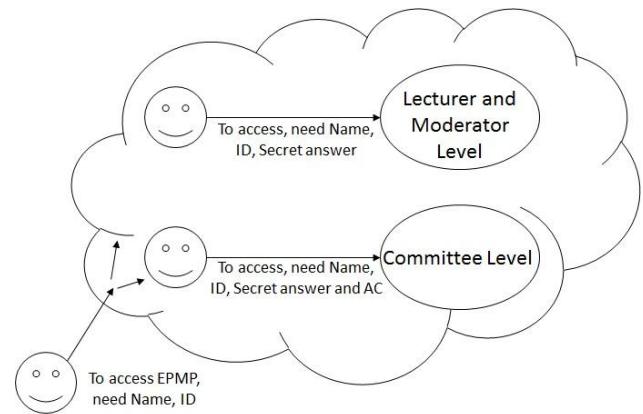 Lecturer and
Moderator
Level
To access, need Name,
ID, Secret answer
Committee Level
To access, need Name,
ID, Secret answer and AC
To access EPMP,
need Name, ID